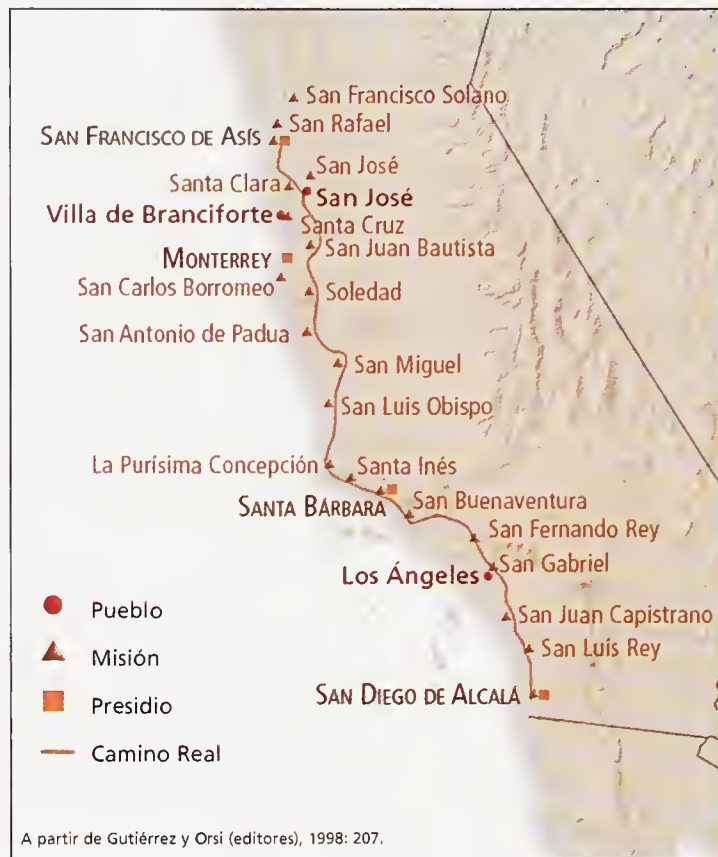 San Francisco Solano
San Rafael
San Francisco de Asís
San José
Santa Clara
San José
Villa de Branciforte
Santa Cruz
San Juan Bautista
Monterrey
San Carlos Borromeo
Soledad
San Antonio de Padua
San Miguel
San Luis Obispo
La Purísima Concepción
Santa Inés
Santa Bárbara
San Buenaventura
San Fernando Rey
San Gabriel
Los Ángeles
San Juan Capistrano
San Luís Rey
San Diego de Alcalá
Pueblo
Misión
Presidio
Camino Real
A partir de Gutiérrez y Orsi (editores), 1998: 207.